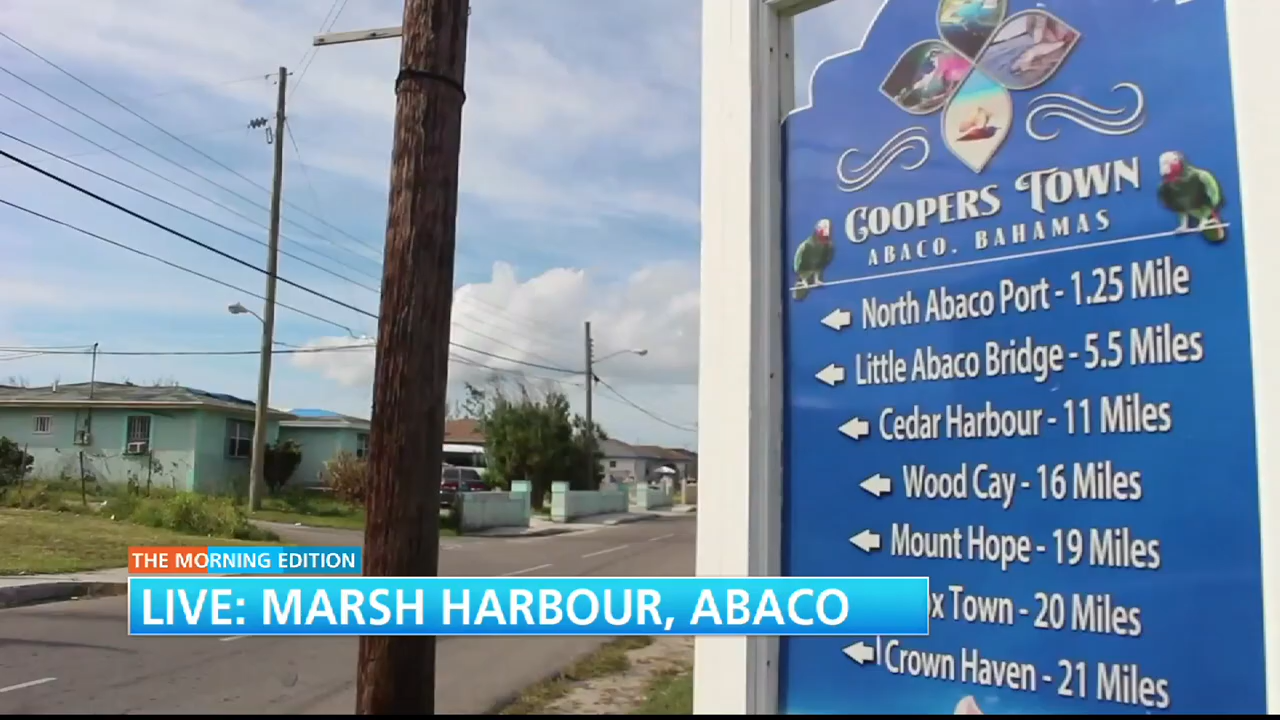 COOPERS TOWN
ABACO. BAHAMAS
North Abaco Port - 1.25 Mile
Little Abaco Bridge - 5.5 Miles
Cedar Harbour - 11 Miles
Wood Cay - 16 Miles
Mount Hope - 19 Miles
Town - 20 Miles
Crown Haven - 21 Miles
THE MORNING EDITION
LIVE: MARSH HARBOUR, ABACO